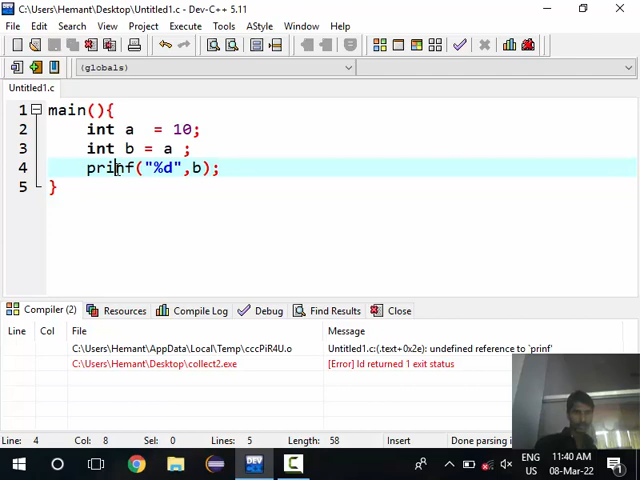 C:\Users\Hemant\Desktop\Untitled1.c - Dev-C++ 5.11
File Edit Search View Project Execute Tools AStyle Window Help
(globals)
Untitled1.c
1 main(){
2 int a = 10;
3 int b = a ;
4 prinf("%d",b);
5 }
Compiler (2) Resources Compile Log Debug Find Results Close
Line Col File Message
C:\Users\Hemant\AppData\Local\Temp\cccPiR4U.o Untitled1.c:(.text+0x2e): undefined reference to `prinf'
C:\Users\Hemant\Desktop\collect2.exe [Error] ld returned 1 exit status
Line: 4 Col: 8 Sel: 0 Lines: 5 Length: 58 Insert Done parsing
ENG 11:40 AM
US 08-Mar-22 1